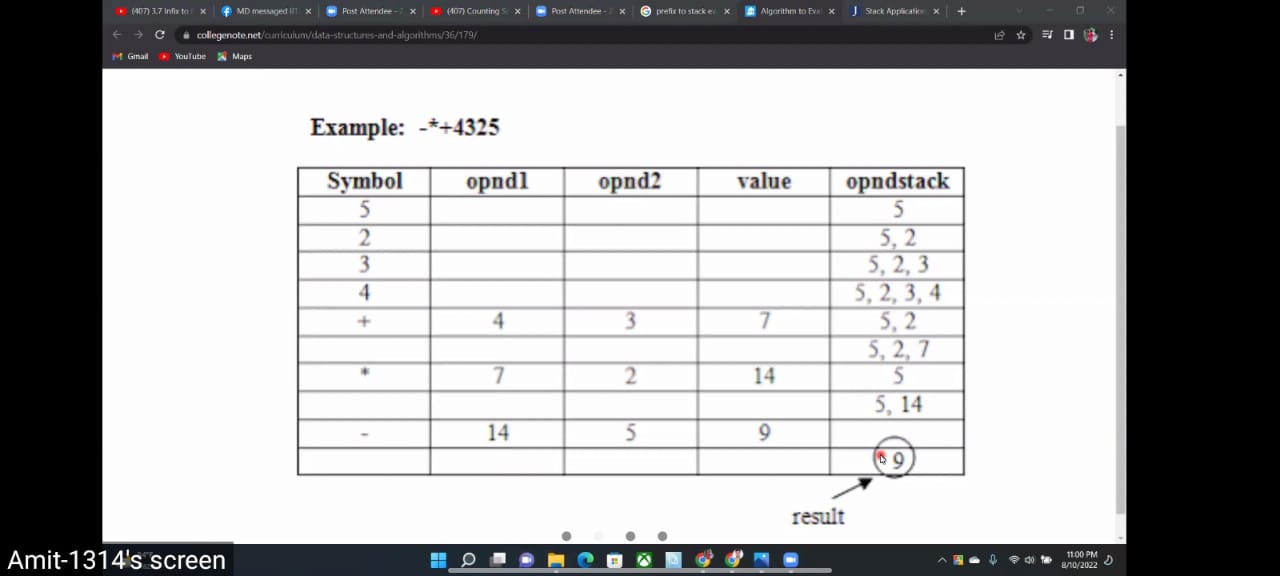 (407) 3.7 Infix to
MD messaged
Post Attendee - Z
(407) Counting S
Post Attendee - Z
prefix to stack ev
Algorithm to Eva
Stack Application
collegenote.net/curriculum/data-structures-and-algorithms/36/179/
Gmail YouTube Maps
Example: -*+4325
Symbol opnd1 opnd2 value opndstack
5 5
2 5, 2
3 5, 2, 3
4 5, 2, 3, 4
+ 4 3 7 5, 2
5, 2, 7
* 7 2 14 5
5, 14
- 14 5 9
9
result
Amit-1314's screen
11:00 PM
8/10/2022